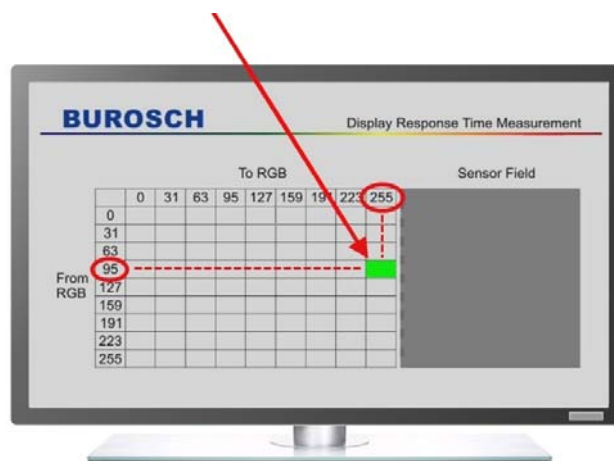 BUROSCH
Display Response Time Measurement
To RGB
Sensor Field
0 31 63 95 127 159 191 223 255
0
31
63
95
From RGB
127
159
191
223
255